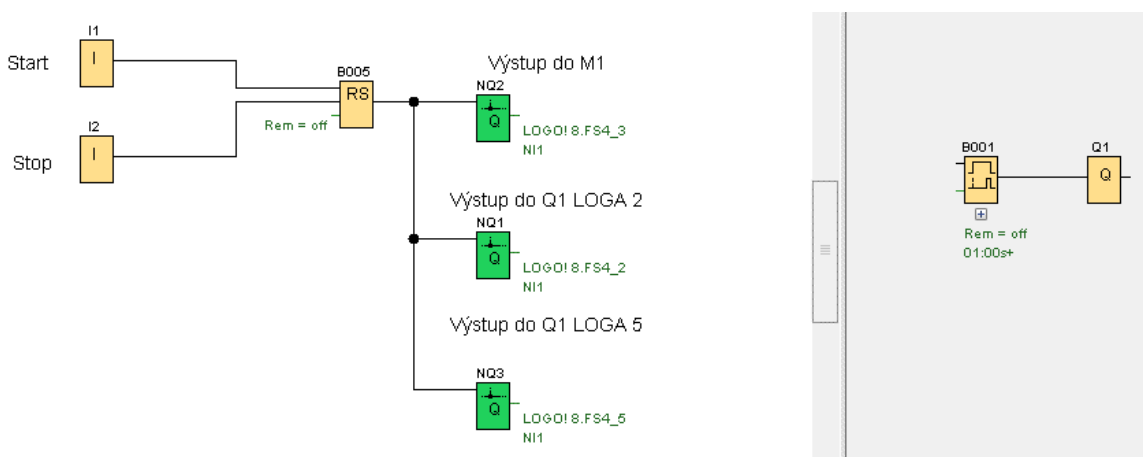 I1
Start
I
B005
RS
Rem = off
I2
I
Stop
Výstup do M1
NQ2
Q
LOGO! 8.FS4_3
NI1
Výstup do Q1 LOGA 2
NQ1
Q
LOGO! 8.FS4_2
NI1
Výstup do Q1 LOGA 5
NQ3
Q
LOGO! 8.FS4_5
NI1
B001
Rem = off
01:00s+
Q1
Q